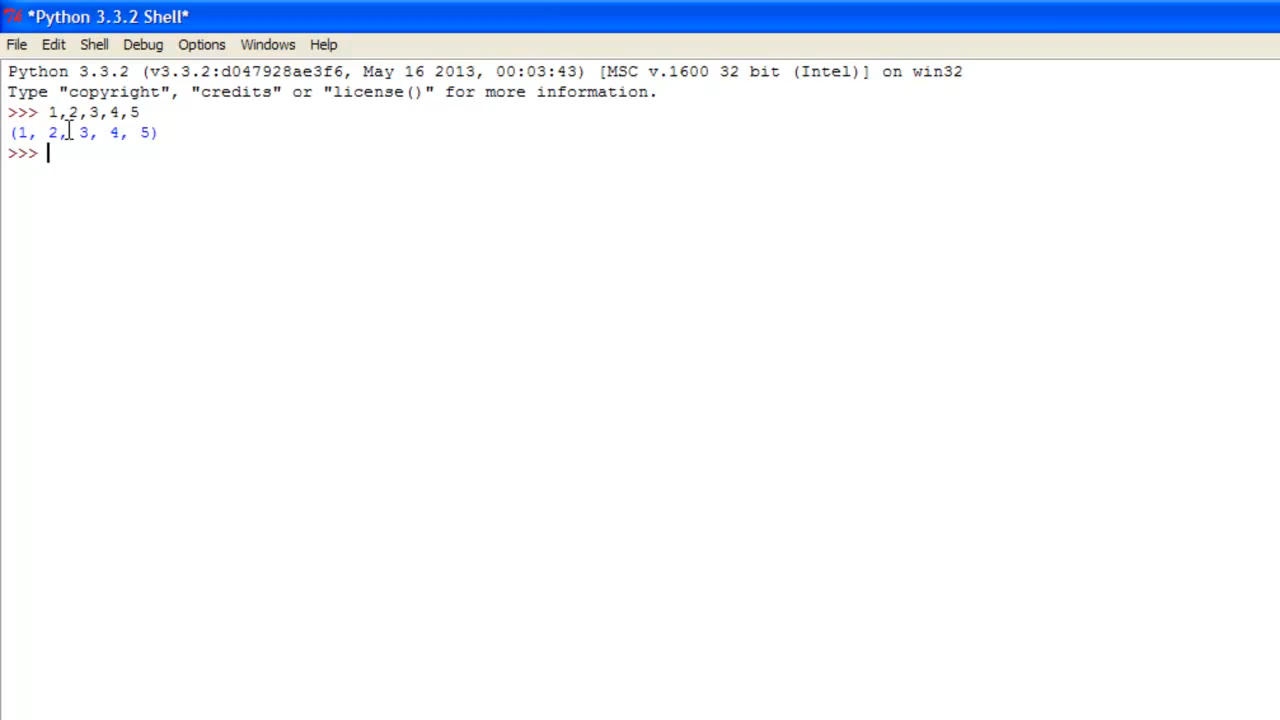 *Python 3.3.2 Shell*
File Edit Shell Debug Options Windows Help
Python 3.3.2 (v3.3.2:d047928ae3f6, May 16 2013, 00:03:43) [MSC v.1600 32 bit (Intel)] on win32
Type "copyright", "credits" or "license()" for more information.
>>> 1,2,3,4,5
(1, 2, 3, 4, 5)
>>>